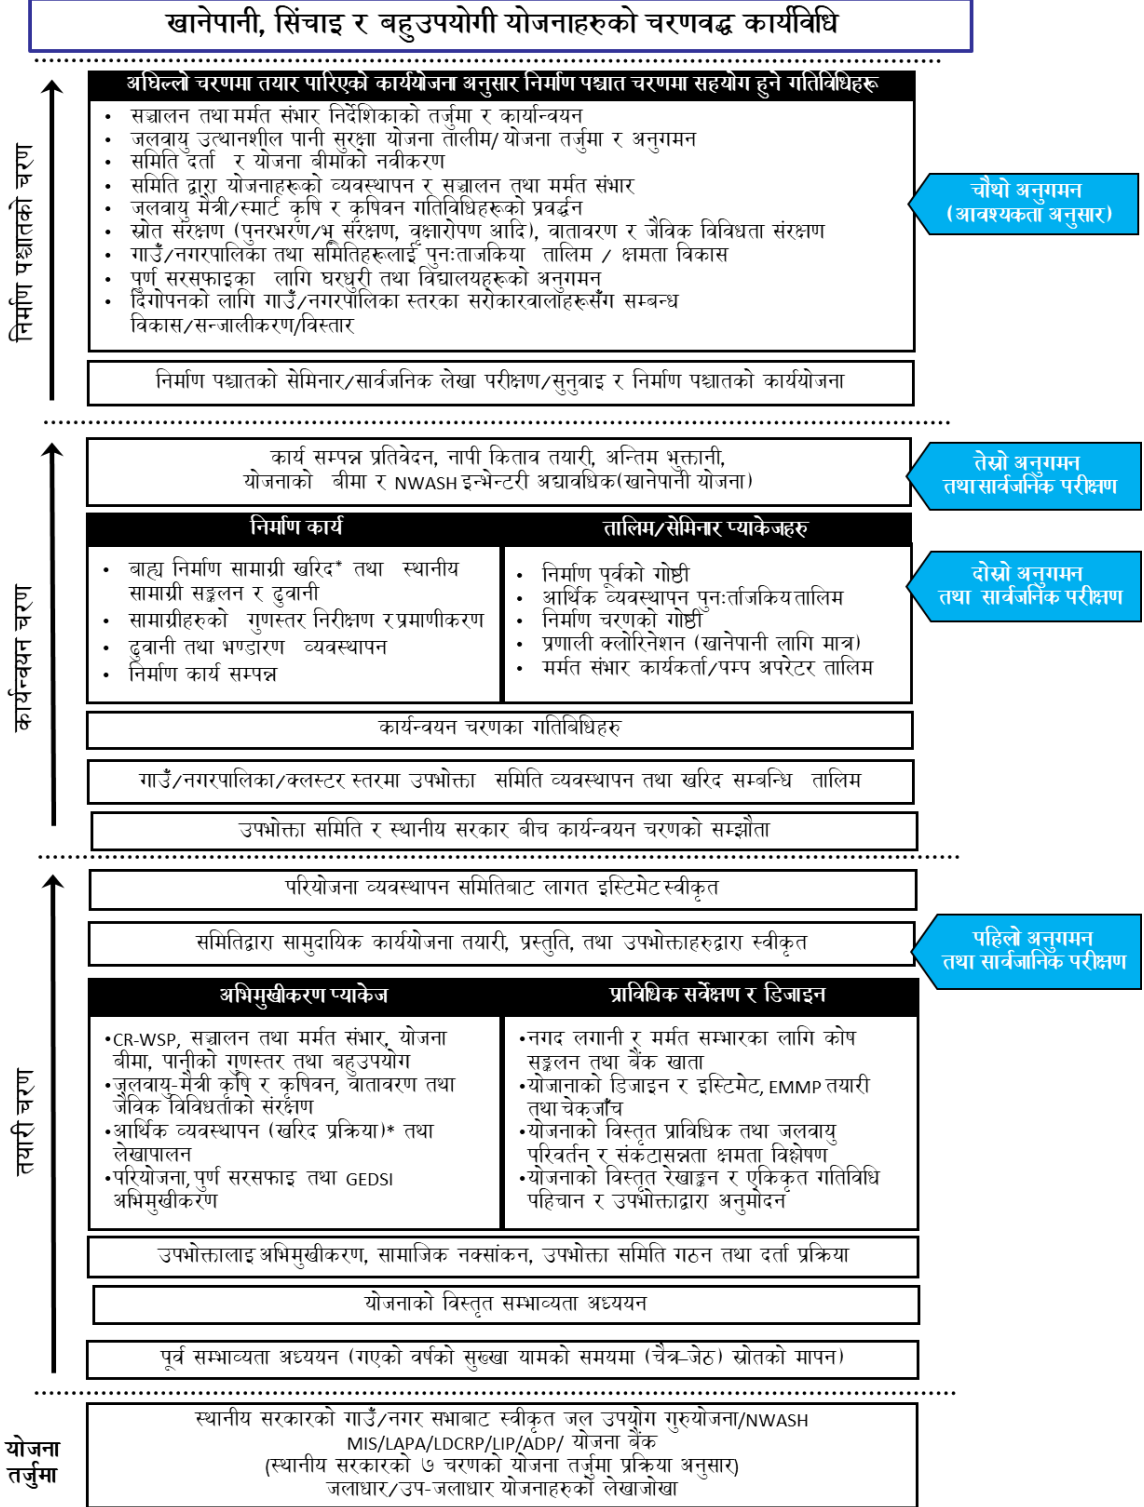 खानेपानी, सिंचाइ र बहुउपयोगी योजनाहरुको चरणवद्ध कार्यविधि
निर्माण पश्चातको चरण
अघिल्लो चरणमा तयार पारिएको कार्ययोजना अनुसार निर्माण पश्चात चरणमा सहयोग हुने गतिविधिहरू
• सञ्चालन तथा मर्मत संभार निर्देशिकाको तर्जुमा र कार्यान्वयन
• जलवायु उत्थानशील पानी सुरक्षा योजना तालीम/ योजना तर्जुमा र अनुगमन
• समिति दर्ता र योजना बीमाको नवीकरण
• समिति द्वारा योजनाहरूको व्यवस्थापन र सञ्चालन तथा मर्मत संभार
• जलवायु मैत्री/स्मार्ट कृषि र कृषिवन गतिविधिहरूको प्रवर्द्धन
• स्रोत संरक्षण (पुनरभरण/भू संरक्षण, वृक्षारोपण आदि), वातावरण र जैविक विविधता संरक्षण
• गाउँ/नगरपालिका तथा समितिहरूलाई पुनःताजकिया तालिम / क्षमता विकास
• पुर्ण सरसफाइका लागि घरधुरी तथा विद्यालयहरूको अनुगमन
• दिगोपनको लागि गाउँ/नगरपालिका स्तरका सरोकारवालाहरूसँग सम्बन्ध
विकास/सन्जालीकरण/विस्तार
चौथो अनुगमन
(आवश्यकता अनुसार)
निर्माण पश्चातको सेमिनार/सार्वजनिक लेखा परीक्षण/सुनुवाइ र निर्माण पश्चातको कार्ययोजना
कार्यन्वयन चरण
कार्य सम्पन्न प्रतिवेदन, नापी किताव तयारी, अन्तिम भुक्तानी,
योजनाको बीमा र NWASH इन्भेन्टरी अद्यावधिक(खानेपानी योजना)
तेस्रो अनुगमन
तथा सार्वजनिक परीक्षण
निर्माण कार्य
• बाह्य निर्माण सामाग्री खरिद* तथा स्थानीय
सामाग्री सङ्कलन र ढुवानी
• सामाग्रीहरुको गुणस्तर निरीक्षण र प्रमाणीकरण
• ढुवानी तथा भण्डारण व्यवस्थापन
• निर्माण कार्य सम्पन्न
तालिम/सेमिनार प्याकेजहरु
• निर्माण पूर्वको गोष्ठी
• आर्थिक व्यवस्थापन पुनःर्ताजकिय तालिम
• निर्माण चरणको गोष्ठी
• प्रणाली क्लोरिनेशन (खानेपानी लागि मात्र)
• मर्मत संभार कार्यकर्ता/पम्प अपरेटर तालिम
दोस्रो अनुगमन
तथा सार्वजनिक परीक्षण
कार्यन्वयन चरणका गतिबिधिहरु
गाउँ/नगरपालिका/क्लस्टर स्तरमा उपभोक्ता समिति व्यवस्थापन तथा खरिद सम्बन्धि तालिम
उपभोक्ता समिति र स्थानीय सरकार बीच कार्यन्वयन चरणको सम्झौता
तयारी चरण
परियोजना व्यवस्थापन समितिबाट लागत इस्टिमेट स्वीकृत
समितिद्वारा सामुदायिक कार्ययोजना तयारी, प्रस्तुति, तथा उपभोक्ताहरुद्वारा स्वीकृत
पहिलो अनुगमन
तथा सार्वजानिक परीक्षण
अभिमुखीकरण प्याकेज
•CR-WSP, सञ्चालन तथा मर्मत संभार, योजना
बीमा, पानीको गुणस्तर तथा बहुउपयोग
•जलवायु-मैत्री कृषि र कृषिवन, वातावरण तथा
जैविक विविधताको संरक्षण
•आर्थिक व्यवस्थापन (खरिद प्रक्रिया)* तथा
लेखापालन
•परियोजना, पुर्ण सरसफाइ तथा GEDSI
अभिमुखीकरण
प्राविधिक सर्वेक्षण र डिजाइन
•नगद लगानी र मर्मत सम्भारका लागि कोष
सङ्कलन तथा बैंक खाता
•योजानाको डिजाइन र इस्टिमेट, EMMP तयारी
तथा चेकजाँच
•योजनाको विस्तृत प्राविधिक तथा जलवायु
परिवर्तन र संकटासन्नता क्षमता विश्लेषण
•योजनाको विस्तृत रेखाङ्कन र एकिकृत गतिविधि
पहिचान र उपभोक्ताद्वारा अनुमोदन
उपभोक्तालाइ अभिमुखीकरण, सामाजिक नक्सांकन, उपभोक्ता समिति गठन तथा दर्ता प्रक्रिया
योजनाको विस्तृत सम्भाव्यता अध्ययन
पूर्व सम्भाव्यता अध्ययन (गएको वर्षको सुख्खा यामको समयमा (चैत्र–जेठ) स्रोतको मापन)
योजना
तर्जुमा
स्थानीय सरकारको गाउँ/नगर सभाबाट स्वीकृत जल उपयोग गुरुयोजना/NWASH
MIS/LAPA/LDCRP/LIP/ADP/ योजना बैंक
(स्थानीय सरकारको ७ चरणको योजना तर्जुमा प्रक्रिया अनुसार)
जलाधार/उप-जलाधार योजनाहरुको लेखाजोखा